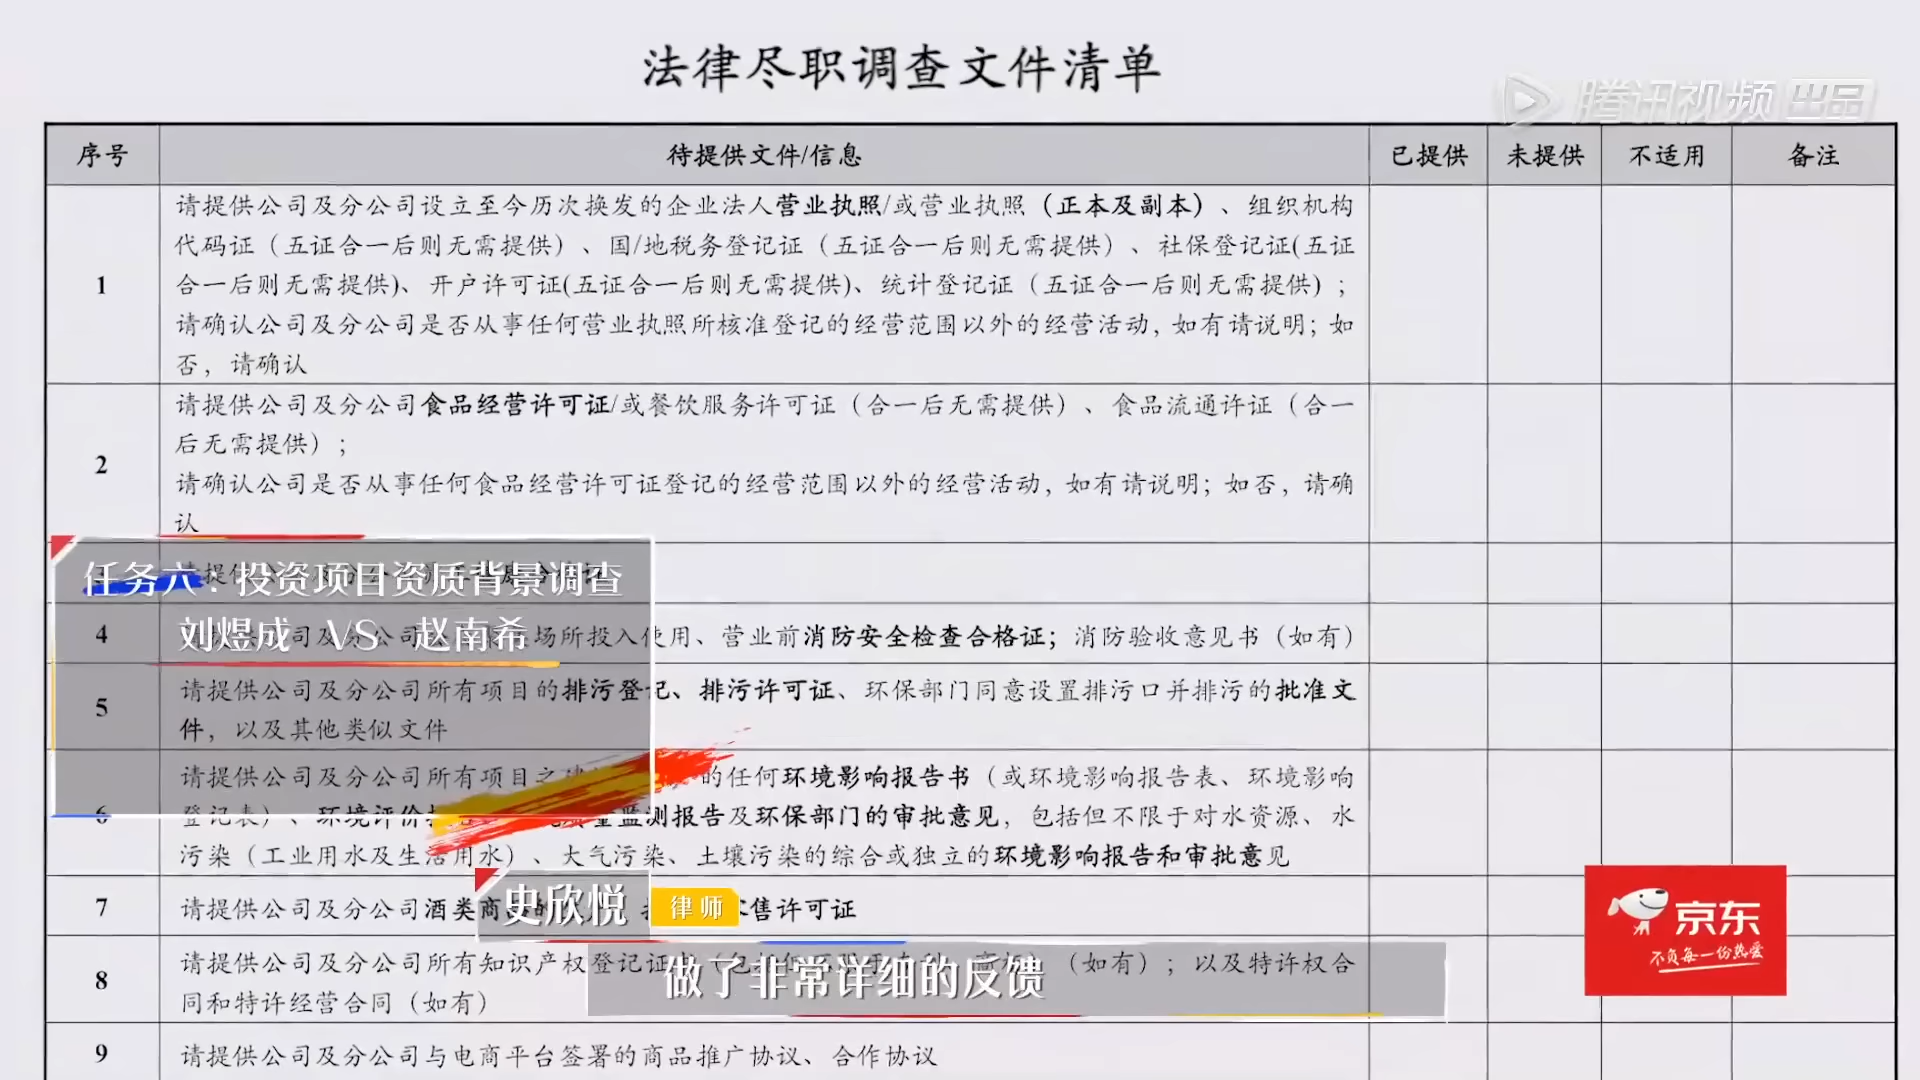 法律尽职调查文件清单
腾讯视频 出品
序号 待提供文件/信息 已提供 未提供 不适用 备注
1
请提供公司及分公司设立至今历次换发的企业法人营业执照/或营业执照（正本及副本）、组织机构
代码证（五证合一后则无需提供）、国/地税务登记证（五证合一后则无需提供）、社保登记证(五证
合一后则无需提供)、开户许可证(五证合一后则无需提供)、统计登记证（五证合一后则无需提供）；
请确认公司及分公司是否从事任何营业执照所核准登记的经营范围以外的经营活动，如有请说明；如
否，请确认
2
请提供公司及分公司食品经营许可证/或餐饮服务许可证（合一后无需提供）、食品流通许可证（合一
后无需提供）；
请确认公司是否从事任何食品经营许可证登记的经营范围以外的经营活动，如有请说明；如否，请确
认
任务六：投资项目资质背景调查
刘煜成 VS 赵南希
4
场所投入使用、营业前消防安全检查合格证；消防验收意见书（如有）
5
请提供公司及分公司所有项目的排污登记、排污许可证、环保部门同意设置排污口并排污的批准文
件，以及其他类似文件
6
请提供公司及分公司所有项目之建 的任何环境影响报告书（或环境影响报告表、环境影响
登记表）、环境评价 监测报告及环保部门的审批意见，包括但不限于对水资源、水
污染（工业用水及生活用水）、大气污染、土壤污染的综合或独立的环境影响报告和审批意见
7
请提供公司及分公司酒类商 零售许可证
史欣悦 律师
8
请提供公司及分公司所有知识产权登记证 （如有）；以及特许权合
同和特许经营合同（如有）
做了非常详细的反馈
9
请提供公司及分公司与电商平台签署的商品推广协议、合作协议
京东
不负每一份热爱